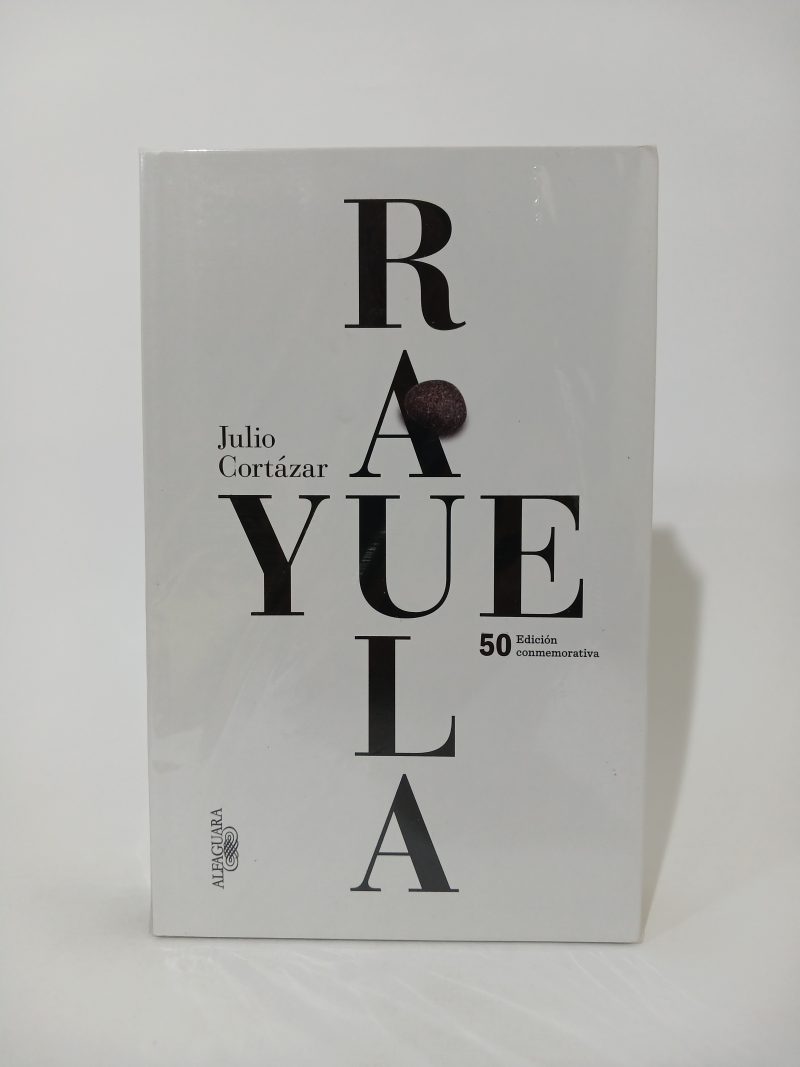 R
A
Julio
Cortázar
YUE
50 Edición
conmemorativa
L
A
ALFAGUARA